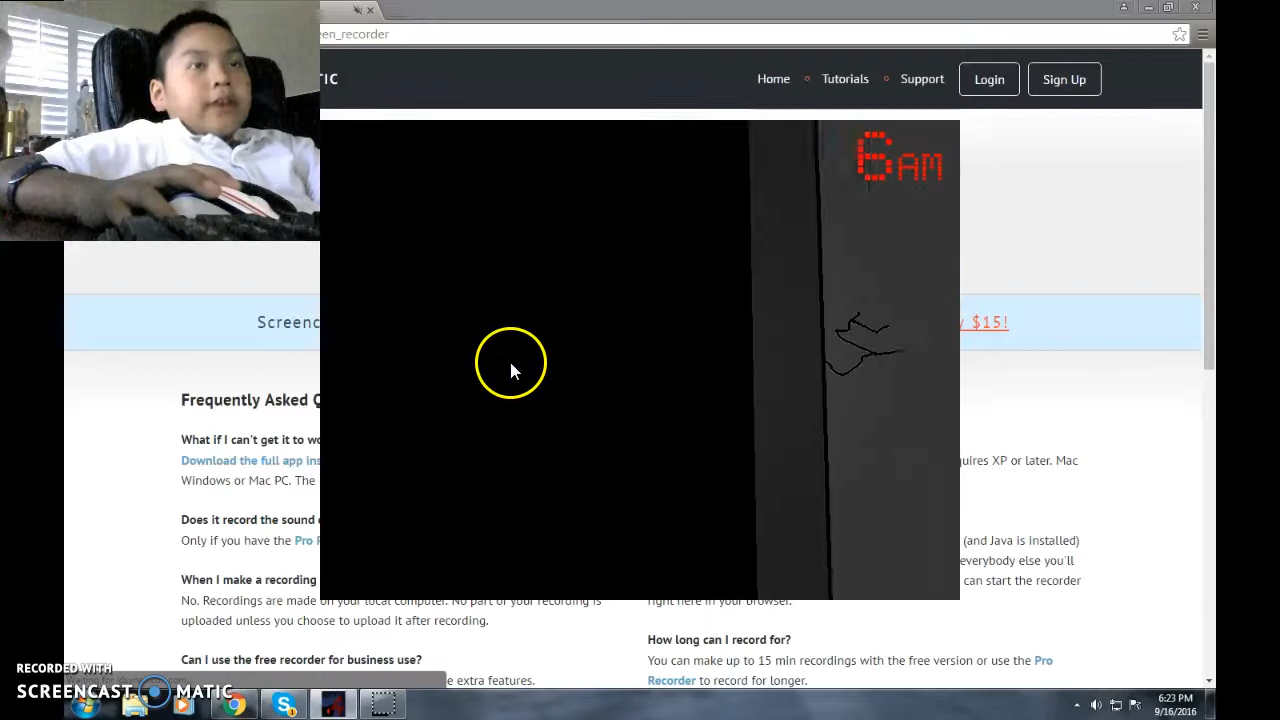 een_recorder
TIC
Home Tutorials Support Login Sign Up
6 AM
Screenc
y $15!
Frequently Asked Q
What if I can't get it to wo
Download the full app ins
Windows or Mac PC. The
quires XP or later. Mac
Does it record the sound
Only if you have the Pro
(and Java is installed)
everybody else you'll
can start the recorder
When I make a recording
No. Recordings are made on your local computer. No part of your recording is
uploaded unless you choose to upload it after recording.
right here in your browser.
How long can I record for?
You can make up to 15 min recordings with the free version or use the Pro
Recorder to record for longer.
Can I use the free recorder for business use?
e extra features.
RECORDED WITH
SCREENCAST MATIC
6:23 PM
9/16/2016